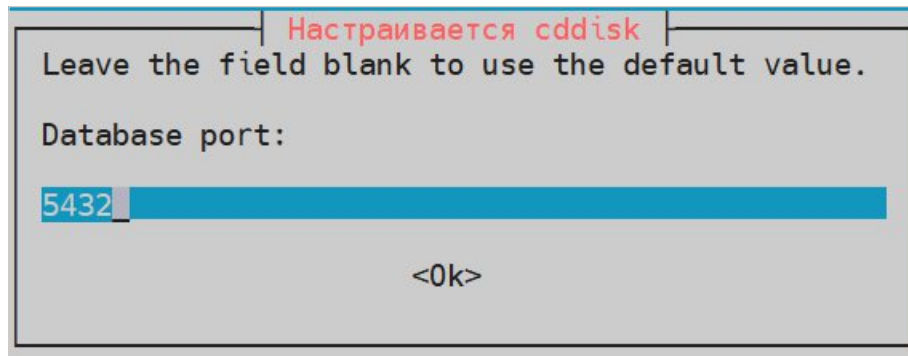 Настраивается cddisk
Leave the field blank to use the default value.
Database port:
5432
<Ok>